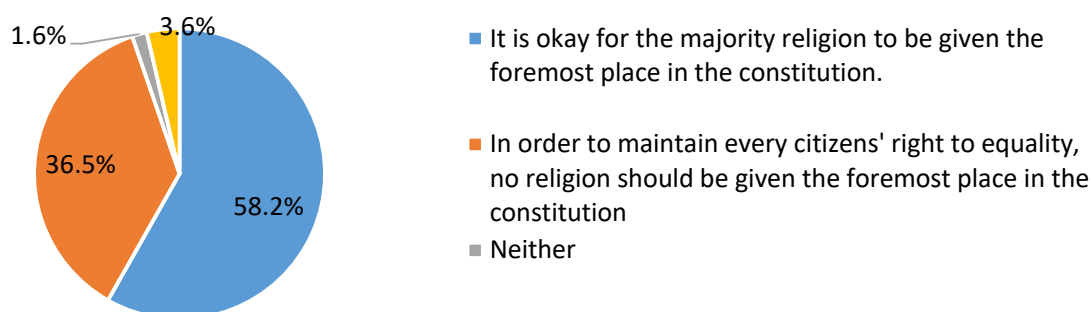 1.6%
3.6%
36.5%
58.2%
It is okay for the majority religion to be given the
foremost place in the constitution.
In order to maintain every citizens' right to equality,
no religion should be given the foremost place in the
constitution
Neither